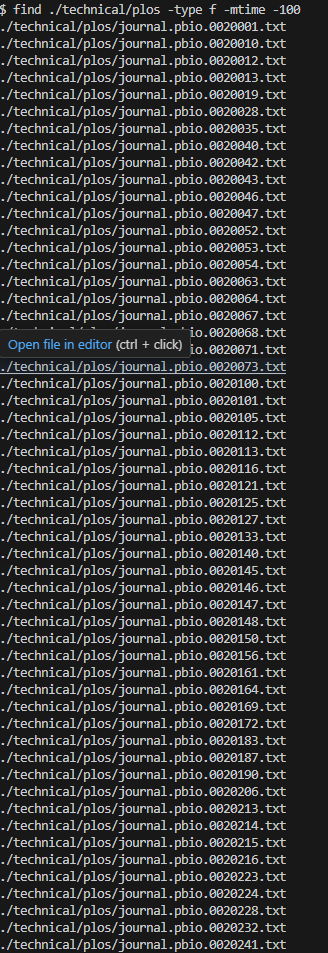 $ find ./technical/plos -type f -mtime -100
./technical/plos/journal.pbio.0020001.txt
./technical/plos/journal.pbio.0020010.txt
./technical/plos/journal.pbio.0020012.txt
./technical/plos/journal.pbio.0020013.txt
./technical/plos/journal.pbio.0020019.txt
./technical/plos/journal.pbio.0020028.txt
./technical/plos/journal.pbio.0020035.txt
./technical/plos/journal.pbio.0020040.txt
./technical/plos/journal.pbio.0020042.txt
./technical/plos/journal.pbio.0020043.txt
./technical/plos/journal.pbio.0020046.txt
./technical/plos/journal.pbio.0020047.txt
./technical/plos/journal.pbio.0020052.txt
./technical/plos/journal.pbio.0020053.txt
./technical/plos/journal.pbio.0020054.txt
./technical/plos/journal.pbio.0020063.txt
./technical/plos/journal.pbio.0020064.txt
./technical/plos/journal.pbio.0020067.txt
./technical/plos/journal.pbio.0020068.txt
Open file in editor (ctrl + click)
bio.0020071.txt
./technical/plos/journal.pbio.0020073.txt
./technical/plos/journal.pbio.0020100.txt
./technical/plos/journal.pbio.0020101.txt
./technical/plos/journal.pbio.0020105.txt
./technical/plos/journal.pbio.0020112.txt
./technical/plos/journal.pbio.0020113.txt
./technical/plos/journal.pbio.0020116.txt
./technical/plos/journal.pbio.0020121.txt
./technical/plos/journal.pbio.0020125.txt
./technical/plos/journal.pbio.0020127.txt
./technical/plos/journal.pbio.0020133.txt
./technical/plos/journal.pbio.0020140.txt
./technical/plos/journal.pbio.0020145.txt
./technical/plos/journal.pbio.0020146.txt
./technical/plos/journal.pbio.0020147.txt
./technical/plos/journal.pbio.0020148.txt
./technical/plos/journal.pbio.0020150.txt
./technical/plos/journal.pbio.0020156.txt
./technical/plos/journal.pbio.0020161.txt
./technical/plos/journal.pbio.0020164.txt
./technical/plos/journal.pbio.0020169.txt
./technical/plos/journal.pbio.0020172.txt
./technical/plos/journal.pbio.0020183.txt
./technical/plos/journal.pbio.0020187.txt
./technical/plos/journal.pbio.0020190.txt
./technical/plos/journal.pbio.0020206.txt
./technical/plos/journal.pbio.0020213.txt
./technical/plos/journal.pbio.0020214.txt
./technical/plos/journal.pbio.0020215.txt
./technical/plos/journal.pbio.0020216.txt
./technical/plos/journal.pbio.0020223.txt
./technical/plos/journal.pbio.0020224.txt
./technical/plos/journal.pbio.0020228.txt
./technical/plos/journal.pbio.0020232.txt
./technical/plos/journal.pbio.0020241.txt